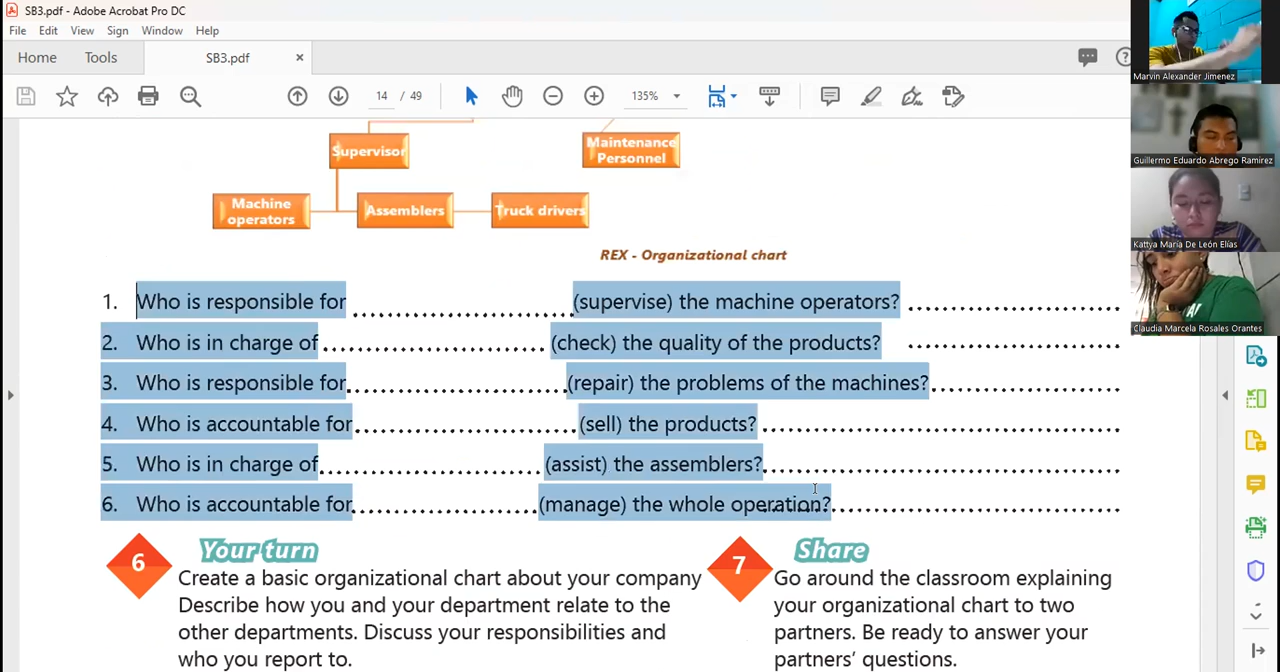 SB3.pdf - Adobe Acrobat Pro DC
File Edit View Sign Window Help
Home Tools SB3.pdf ×
14 / 49 135%
Supervisor
Maintenance
Personnel
Machine
operators
Assemblers
Truck drivers
REX - Organizational chart
1. Who is responsible for ........................................ (supervise) the machine operators? ........................................
2. Who is in charge of ........................................ (check) the quality of the products? ........................................
3. Who is responsible for ........................................ (repair) the problems of the machines? ........................................
4. Who is accountable for ........................................ (sell) the products? ........................................
5. Who is in charge of ........................................ (assist) the assemblers? ........................................
6. Who is accountable for ........................................ (manage) the whole operation? ........................................
6 Your turn
Create a basic organizational chart about your company
Describe how you and your department relate to the
other departments. Discuss your responsibilities and
who you report to.
7 Share
Go around the classroom explaining
your organizational chart to two
partners. Be ready to answer your
partners’ questions.
Marvin Alexander Jimenez
Guillermo Eduardo Abrego Ramirez
Kattya María De León Elías
Claudia Marcela Rosales Orantes